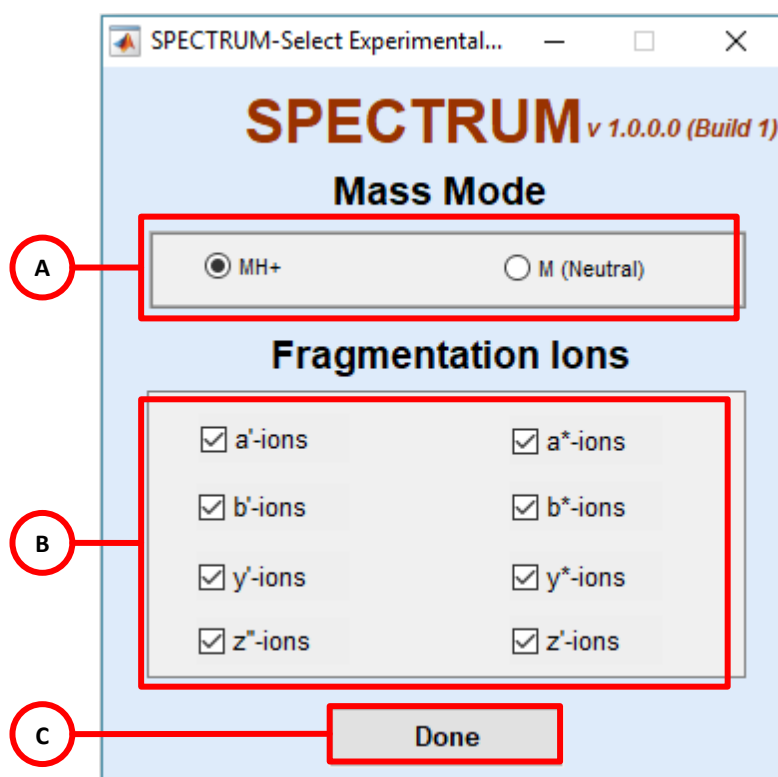 SPECTRUM-Select Experimental...
SPECTRUM v 1.0.0.0 (Build 1)
Mass Mode
A
MH+ M (Neutral)
Fragmentation Ions
a'-ions a*-ions
b'-ions b*-ions
B
y'-ions y*-ions
z"-ions z'-ions
C
Done